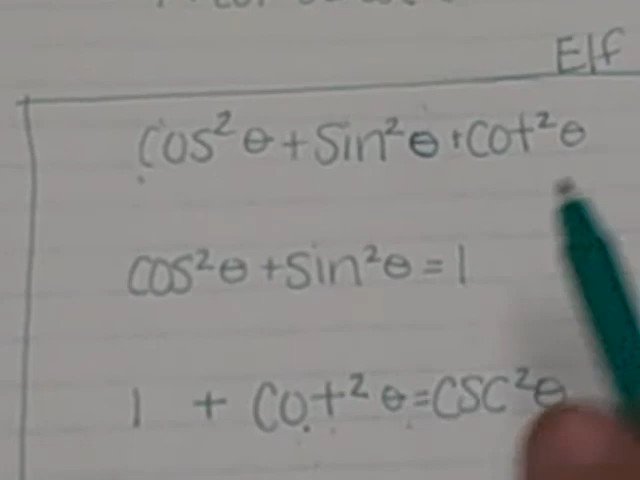 Elf
cos²θ + sin²θ + cot²θ
cos²θ + sin²θ = 1
1 + cot²θ = csc²θ